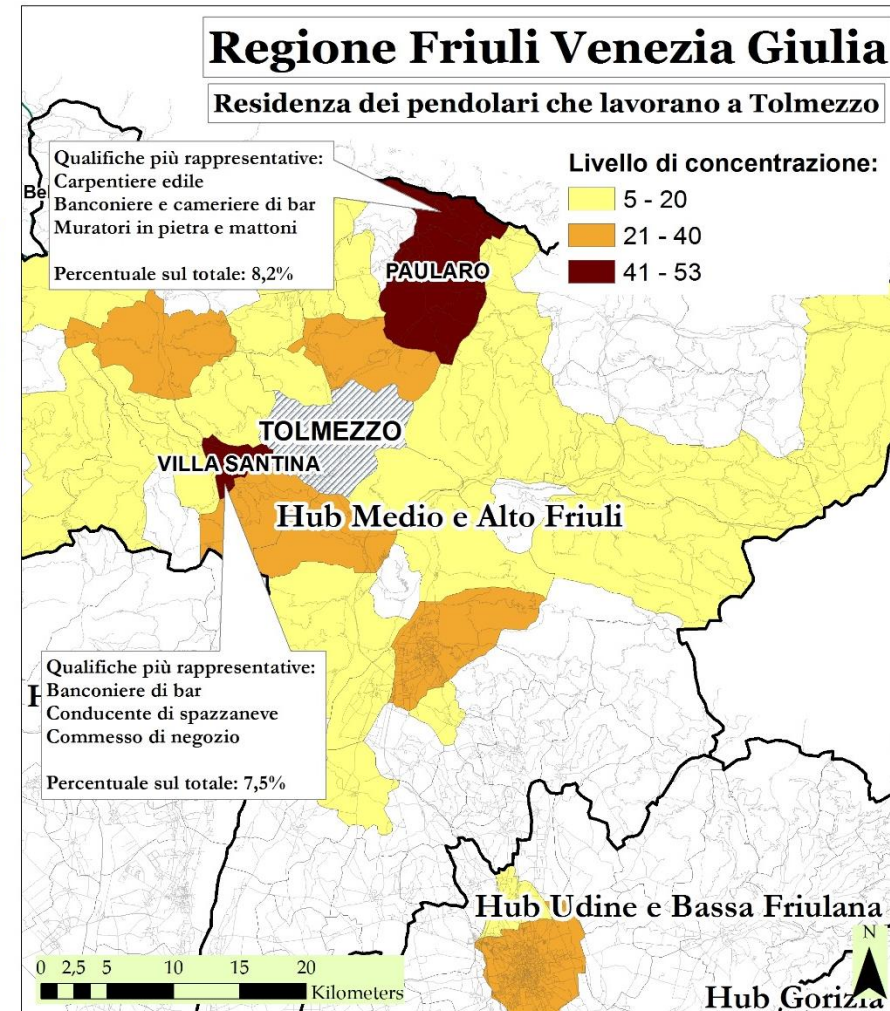 Regione Friuli Venezia Giulia
Residenza dei pendolari che lavorano a Tolmezzo
Qualifiche più rappresentative:
Carpentiere edile
Banconiere e cameriere di bar
Muratori in pietra e mattoni
Percentuale sul totale: 8,2%
Livello di concentrazione:
5 - 20
21 - 40
41 - 53
PAULARO
TOLMEZZO
VILLA SANTINA
Hub Medio e Alto Friuli
Qualifiche più rappresentative:
Banconiere di bar
Conducente di spazzaneve
Commesso di negozio
Percentuale sul totale: 7,5%
Hub Udine e Bassa Friulana
0 2,5 5 10 15 20
Kilometers
N
Hub Gorizia